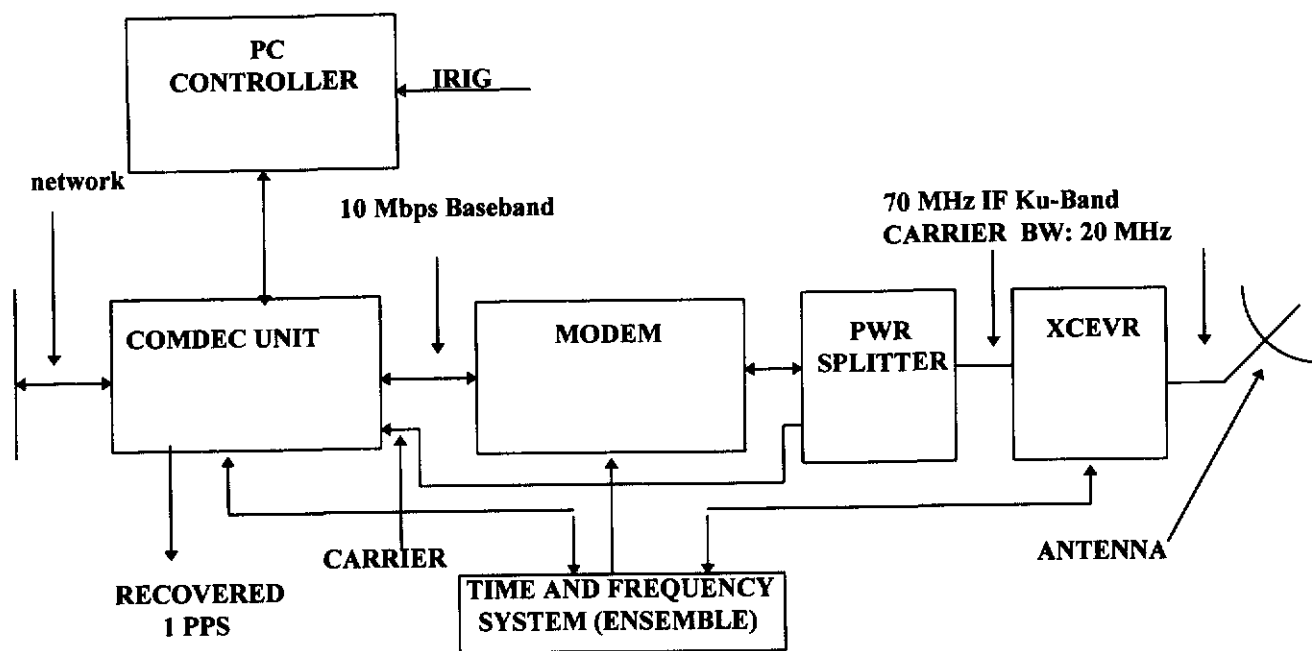 PC
CONTROLLER
IRIG
network
10 Mbps Baseband
70 MHz IF Ku-Band
CARRIER BW: 20 MHz
COMDEC UNIT
MODEM
PWR
SPLITTER
XCEVR
CARRIER
ANTENNA
RECOVERED
1 PPS
TIME AND FREQUENCY
SYSTEM (ENSEMBLE)